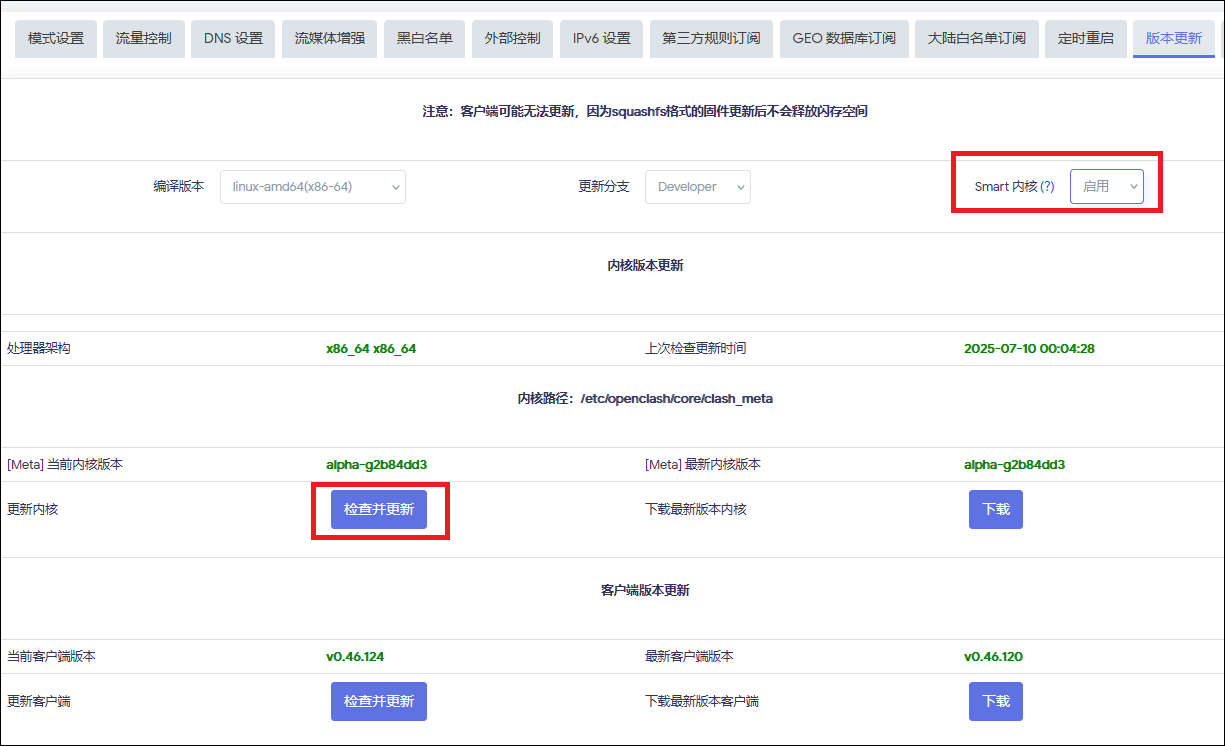 模式设置 流量控制 DNS 设置 流媒体增强 黑白名单 外部控制 IPv6 设置 第三方规则订阅 GEO 数据库订阅 大陆白名单订阅 定时重启 版本更新
注意：客户端可能无法更新，因为squashfs格式的固件更新后不会释放闪存空间
编译版本 linux-amd64(x86-64) 更新分支 Developer Smart 内核 (?) 启用
内核版本更新
处理器架构 x86_64 x86_64 上次检查更新时间 2025-07-10 00:04:28
内核路径：/etc/openclash/core/clash_meta
[Meta] 当前内核版本 alpha-g2b84dd3 [Meta] 最新内核版本 alpha-g2b84dd3
更新内核 检查并更新 下载最新版本内核 下载
客户端版本更新
当前客户端版本 v0.46.124 最新客户端版本 v0.46.120
更新客户端 检查并更新 下载最新版本客户端 下载